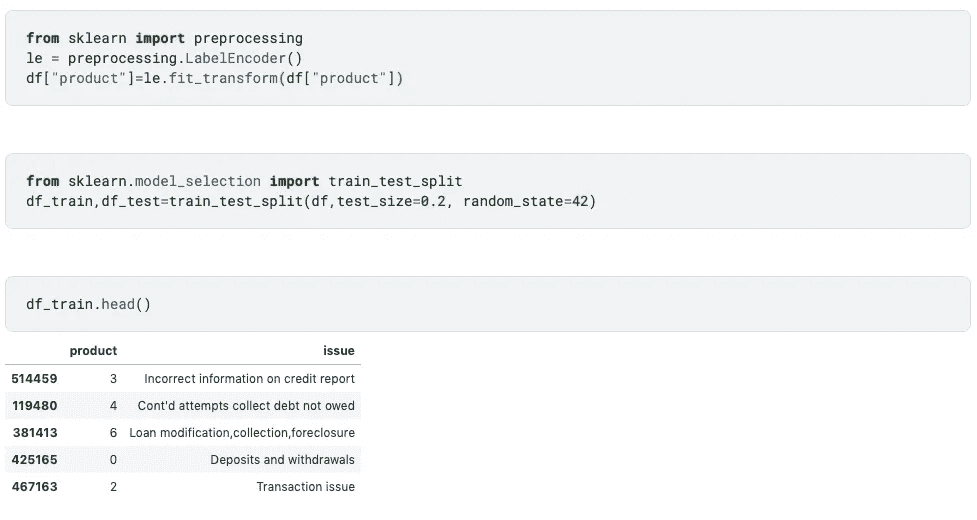 from sklearn import preprocessing
le = preprocessing.LabelEncoder()
df["product"]=le.fit_transform(df["product"])
from sklearn.model_selection import train_test_split
df_train,df_test=train_test_split(df,test_size=0.2, random_state=42)
df_train.head()
product issue
514459 3 Incorrect information on credit report
119480 4 Cont'd attempts collect debt not owed
381413 6 Loan modification,collection,foreclosure
425165 0 Deposits and withdrawals
467163 2 Transaction issue